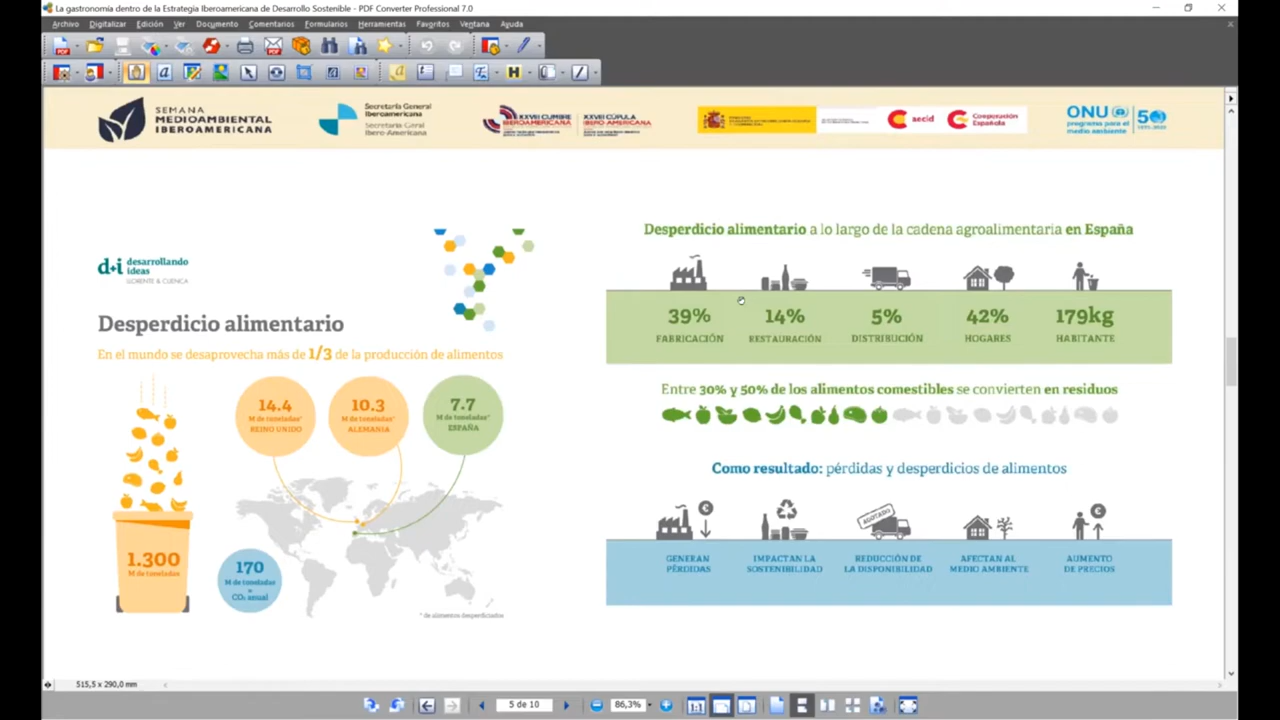 La gastronomía dentro de la Estrategia Iberoamericana de Desarrollo Sostenible - PDF Converter Professional 7.0
Archivo Digitalizar Edición Ver Documento Comentarios Formularios Herramientas Favoritos Ventana Ayuda
SEMANA
MEDIOAMBIENTAL
IBEROAMERICANA
Secretaría General
Iberoamericana
Secretaria Geral
Ibero-Americana
XXVII CUMBRE
IBEROAMERICANA
XXVII CÚPULA
IBERO-AMERICANA
aecid
Cooperación
Española
ONU
programa para el
medio ambiente
50
1972-2022
d+i desarrollando
ideas
LLORENTE & CUENCA
Desperdicio alimentario
En el mundo se desaprovecha más de 1/3 de la producción de alimentos
14.4
M de toneladas*
REINO UNIDO
10.3
M de toneladas*
ALEMANIA
7.7
M de toneladas*
ESPAÑA
1.300
M de toneladas
170
M de toneladas
=
CO₂ anual
* de alimentos desperdiciados
Desperdicio alimentario a lo largo de la cadena agroalimentaria en España
39%
FABRICACIÓN
14%
RESTAURACIÓN
5%
DISTRIBUCIÓN
42%
HOGARES
179kg
HABITANTE
Entre 30% y 50% de los alimentos comestibles se convierten en residuos
Como resultado: pérdidas y desperdicios de alimentos
AGOTADO
GENERAN
PÉRDIDAS
IMPACTAN LA
SOSTENIBILIDAD
REDUCCIÓN DE
LA DISPONIBILIDAD
AFECTAN AL
MEDIO AMBIENTE
AUMENTO
DE PRECIOS
515,5 x 290,0 mm
5 de 10
86,3%
1:1